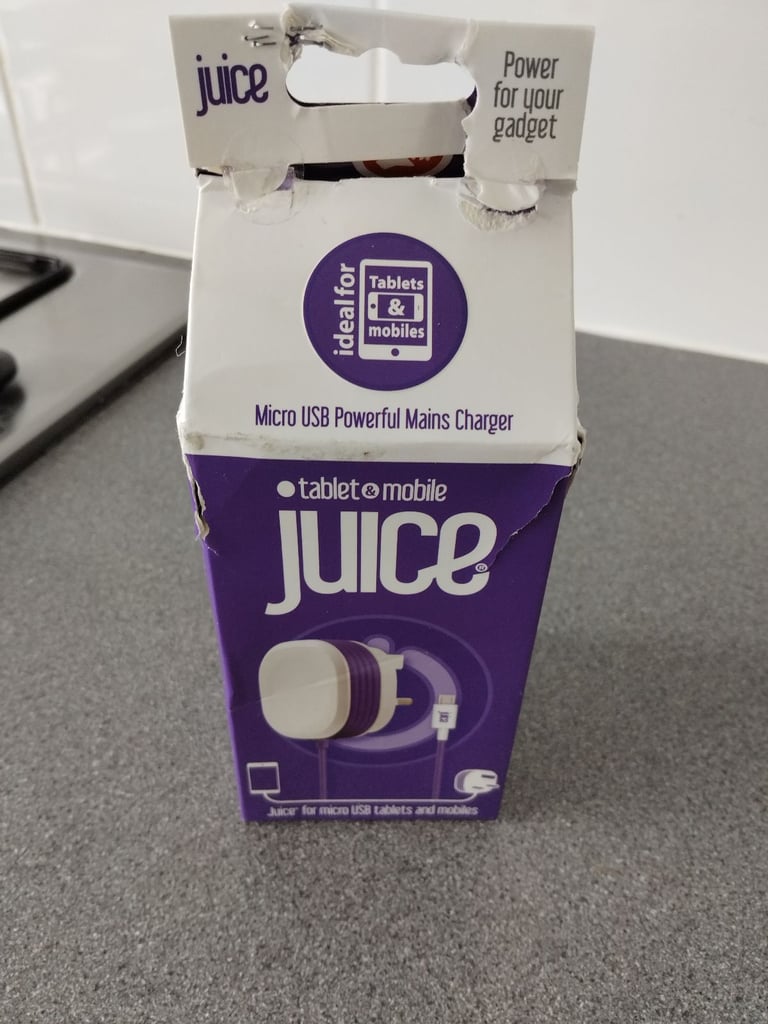 juice
Power
for your
gadget
ideal for
Tablets
&
mobiles
Micro USB Powerful Mains Charger
tablet & mobile
juice®
juice
Juice® for micro USB tablets and mobiles